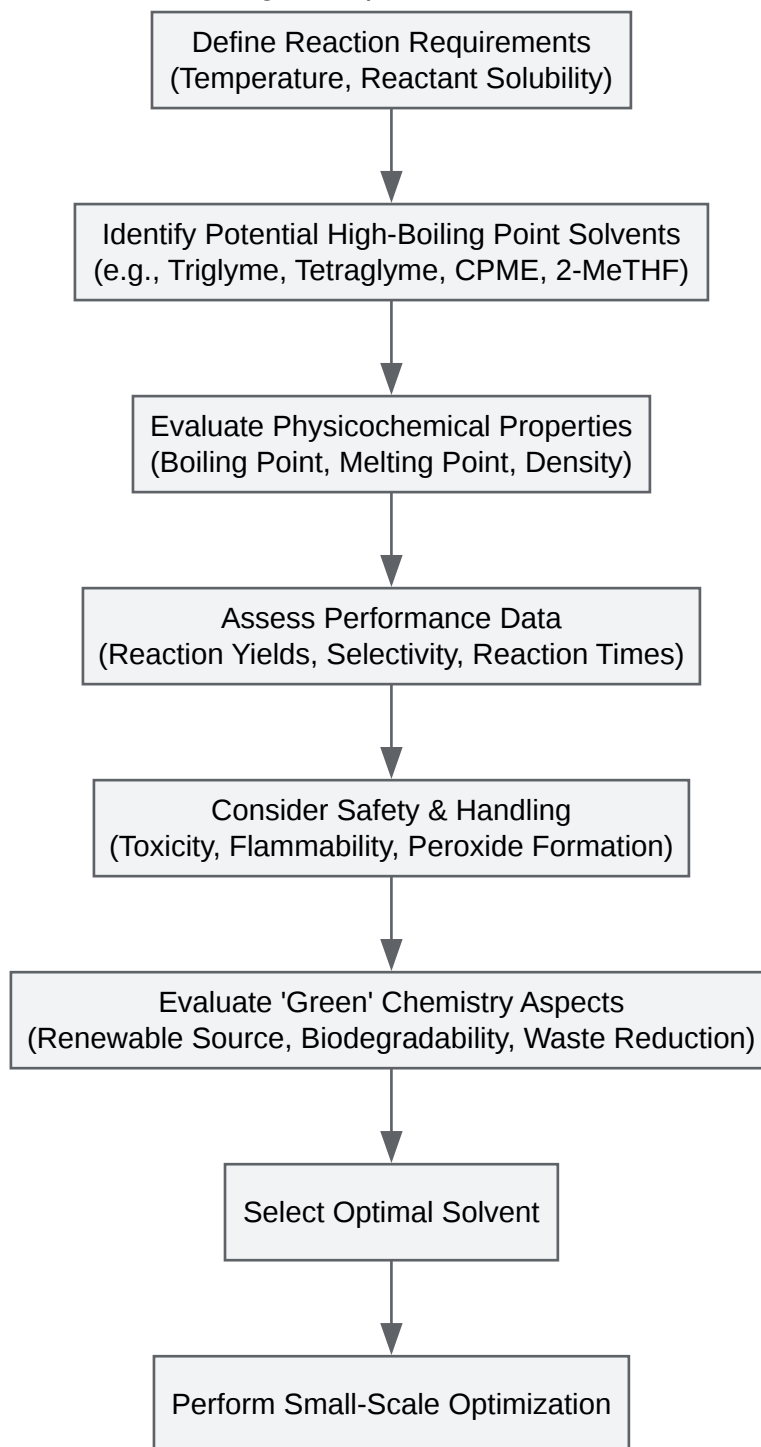 Define Reaction Requirements
(Temperature, Reactant Solubility)
Identify Potential High-Boiling Point Solvents
(e.g., Triglyme, Tetraglyme, CPME, 2-MeTHF)
Evaluate Physicochemical Properties
(Boiling Point, Melting Point, Density)
Assess Performance Data
(Reaction Yields, Selectivity, Reaction Times)
Consider Safety & Handling
(Toxicity, Flammability, Peroxide Formation)
Evaluate 'Green' Chemistry Aspects
(Renewable Source, Biodegradability, Waste Reduction)
Select Optimal Solvent
Perform Small-Scale Optimization